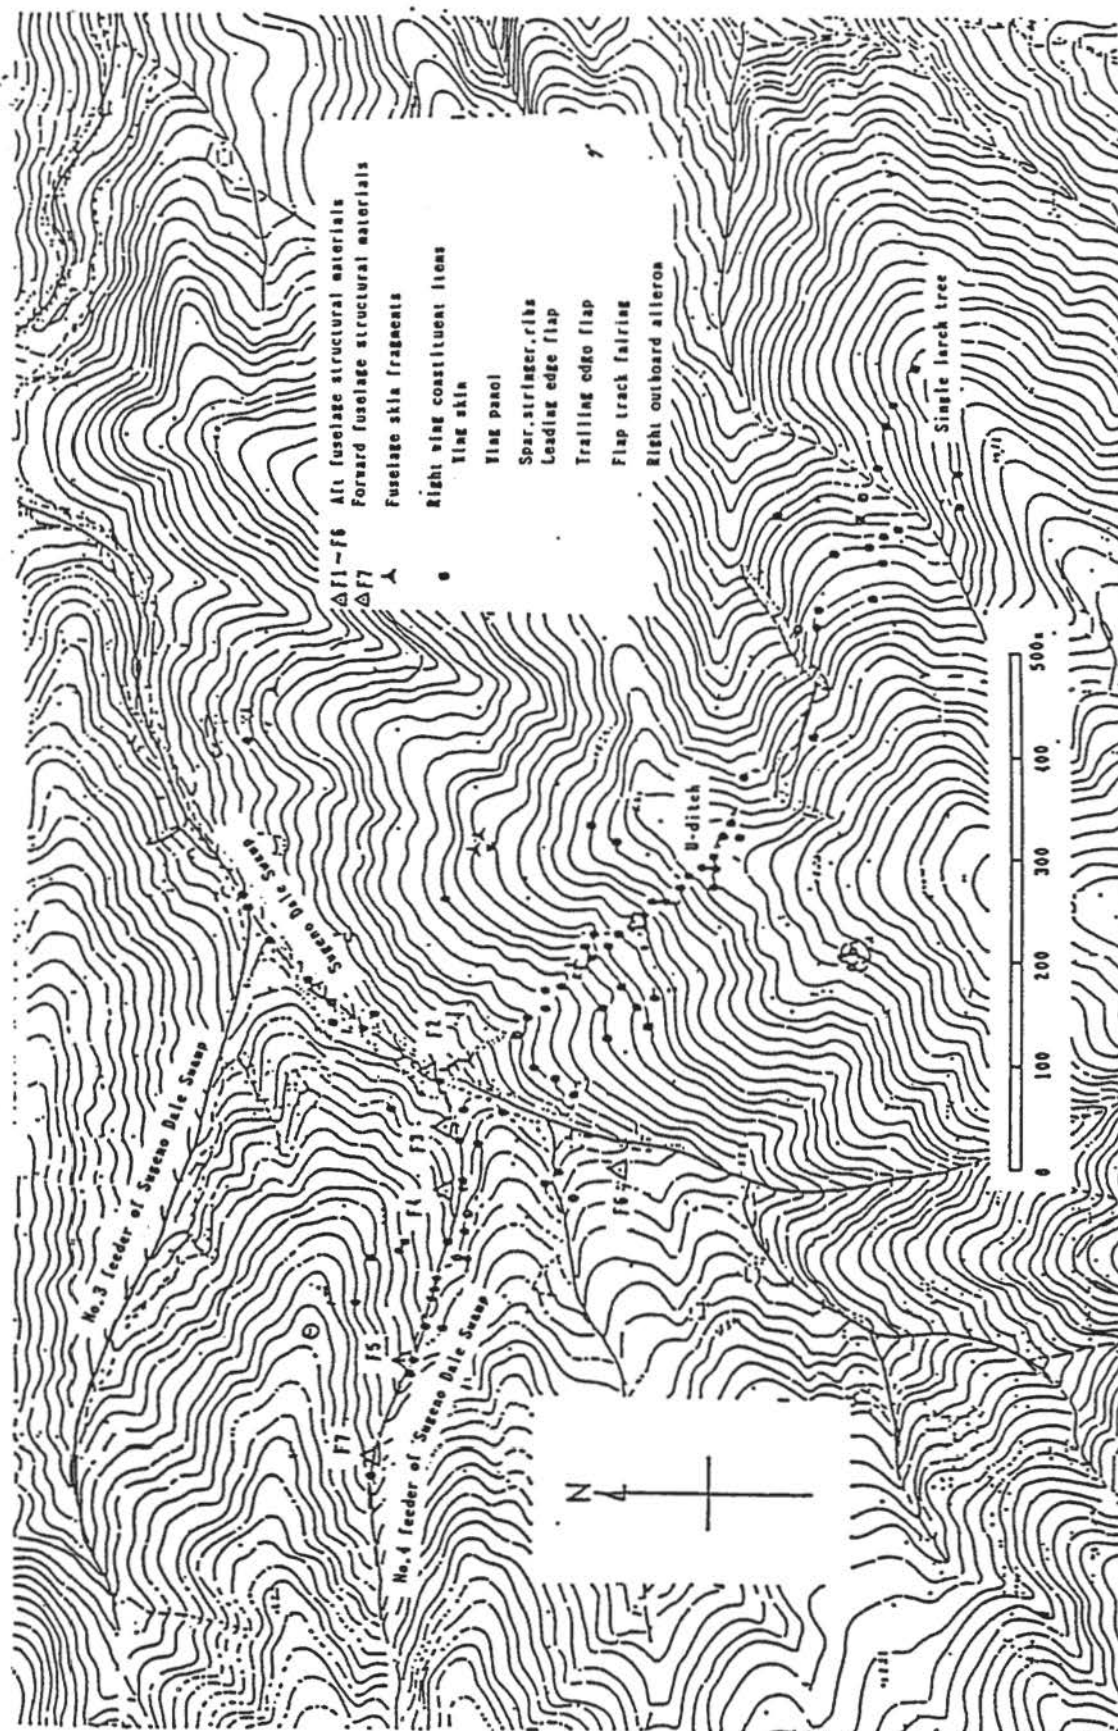 △F1~F6 Aft fuselage structural materials
△F7 Forward fuselage structural materials
Fuselage skin fragments
Right wing constituent items
Wing skin
Wing panel
Spar.stringer.ribs
Leading edge flap
Trailing edge flap
Flap track fairing
Right outboard aileron
No.3 feeder of Sugeno Dale Swamp
Sugeno Dale Swamp
F2
F3
F4
F5
F7
No.4 feeder of Sugeno Dale Swamp
F6
U-ditch
Single larch tree
N
0 100 200 300 400 500m